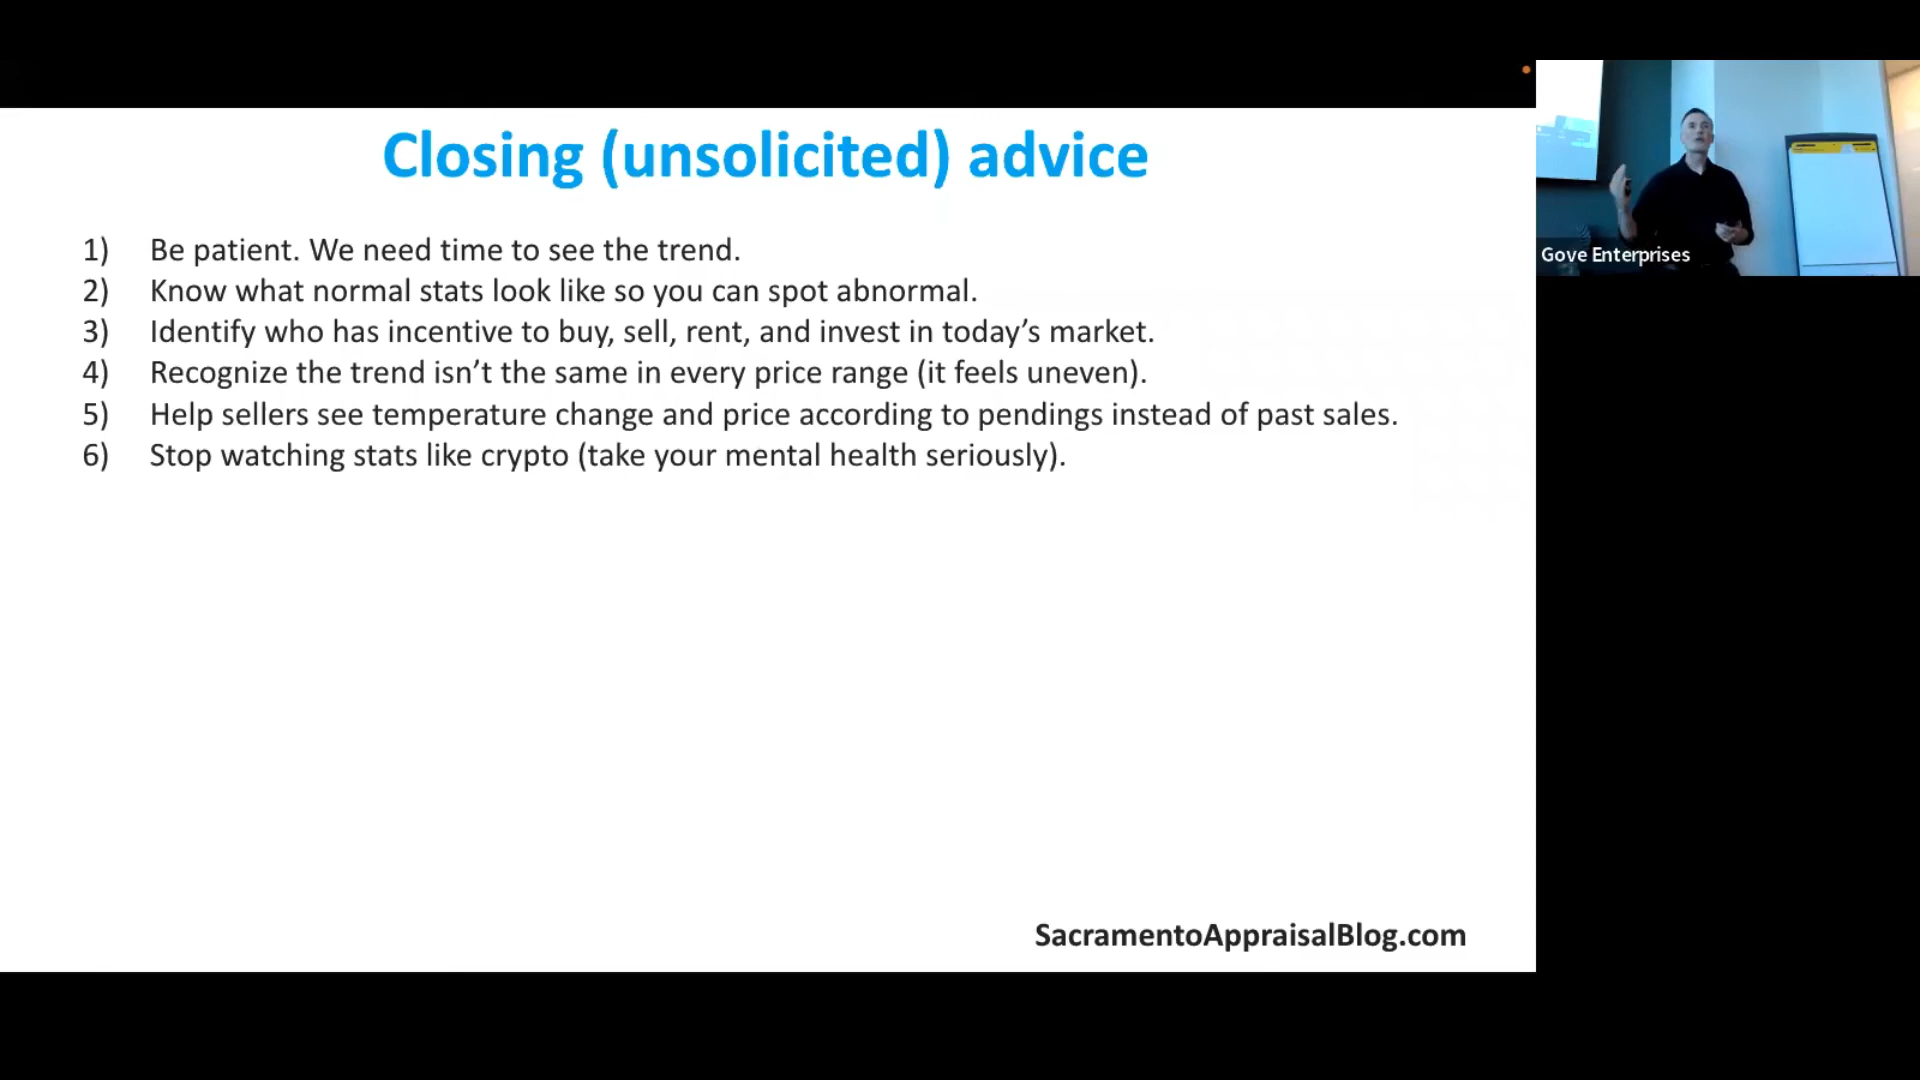 Closing (unsolicited) advice
1) Be patient. We need time to see the trend.
2) Know what normal stats look like so you can spot abnormal.
3) Identify who has incentive to buy, sell, rent, and invest in today’s market.
4) Recognize the trend isn’t the same in every price range (it feels uneven).
5) Help sellers see temperature change and price according to pendings instead of past sales.
6) Stop watching stats like crypto (take your mental health seriously).
SacramentoAppraisalBlog.com
Gove Enterprises